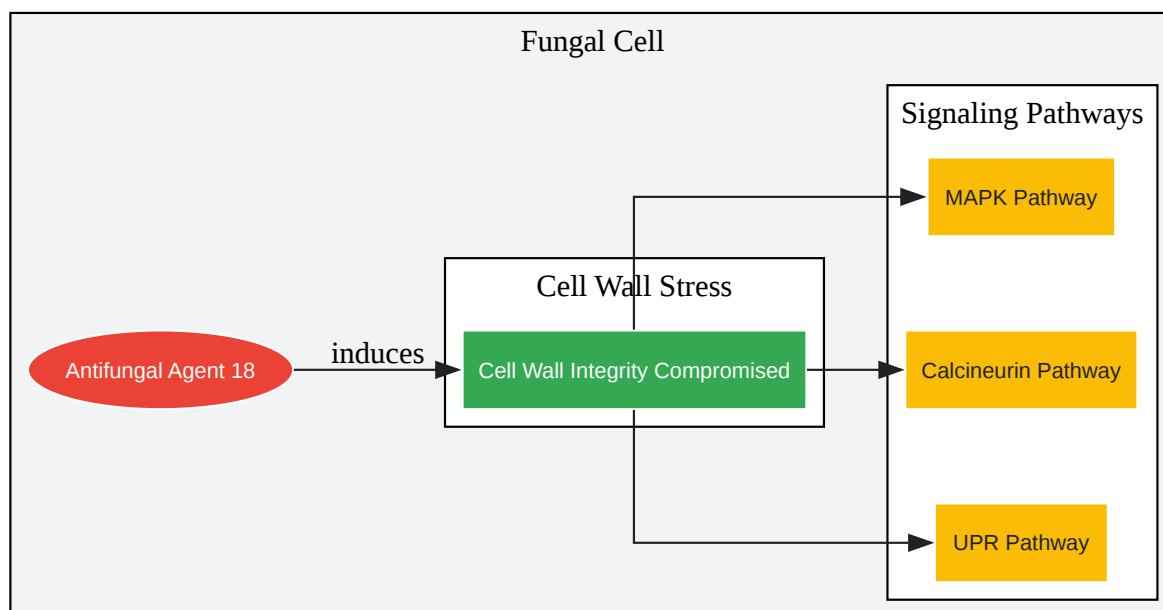 Fungal Cell
Signaling Pathways
MAPK Pathway
Cell Wall Stress
Antifungal Agent 18
induces
Cell Wall Integrity Compromised
Calcineurin Pathway
UPR Pathway